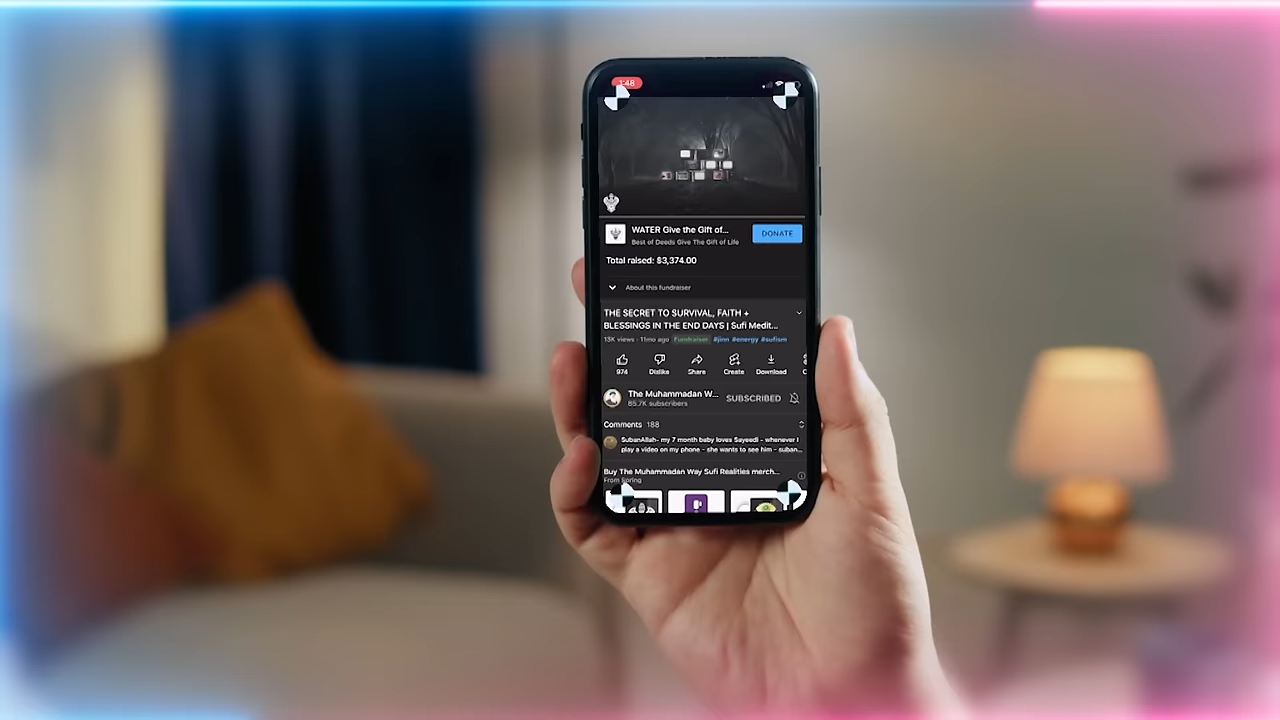 1:48
WATER Give the Gift of...
Best of Deeds Give The Gift of Life
DONATE
Total raised: $3,374.00
About this fundraiser
THE SECRET TO SURVIVAL, FAITH +
BLESSINGS IN THE END DAYS | Sufi Medit...
13K views · 11mo ago Fundraiser #jinn #energy #sufism
974 Dislike Share Create Download
The Muhammadan W... SUBSCRIBED
85.7K subscribers
Comments 188
SubanAllah- my 7 month baby loves Sayeedi - whenever I
play a video on my phone - she wants to see him - suban...
Buy The Muhammadan Way Sufi Realities merch...
From Spring